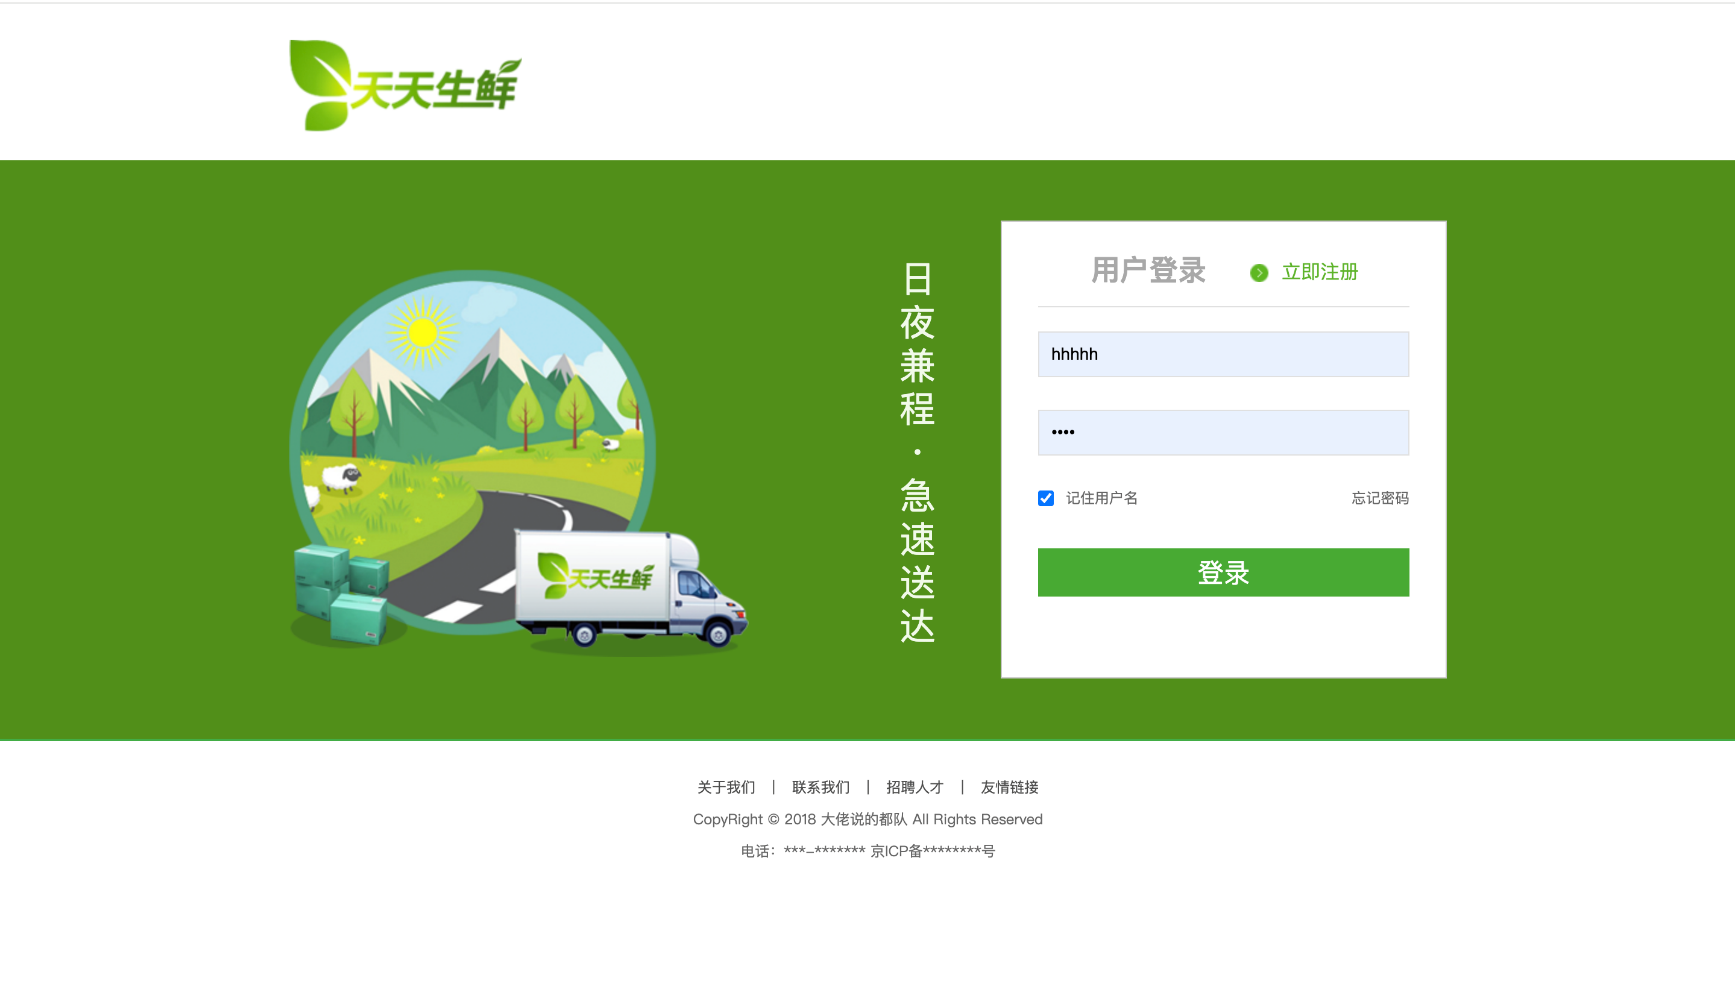 天天生鲜
日夜兼程·急速送达
用户登录 立即注册
hhhhh
••••
记住用户名 忘记密码
登录
天天生鲜
关于我们 | 联系我们 | 招聘人才 | 友情链接
CopyRight © 2018 大佬说的都队 All Rights Reserved
电话：***-******* 京ICP备********号